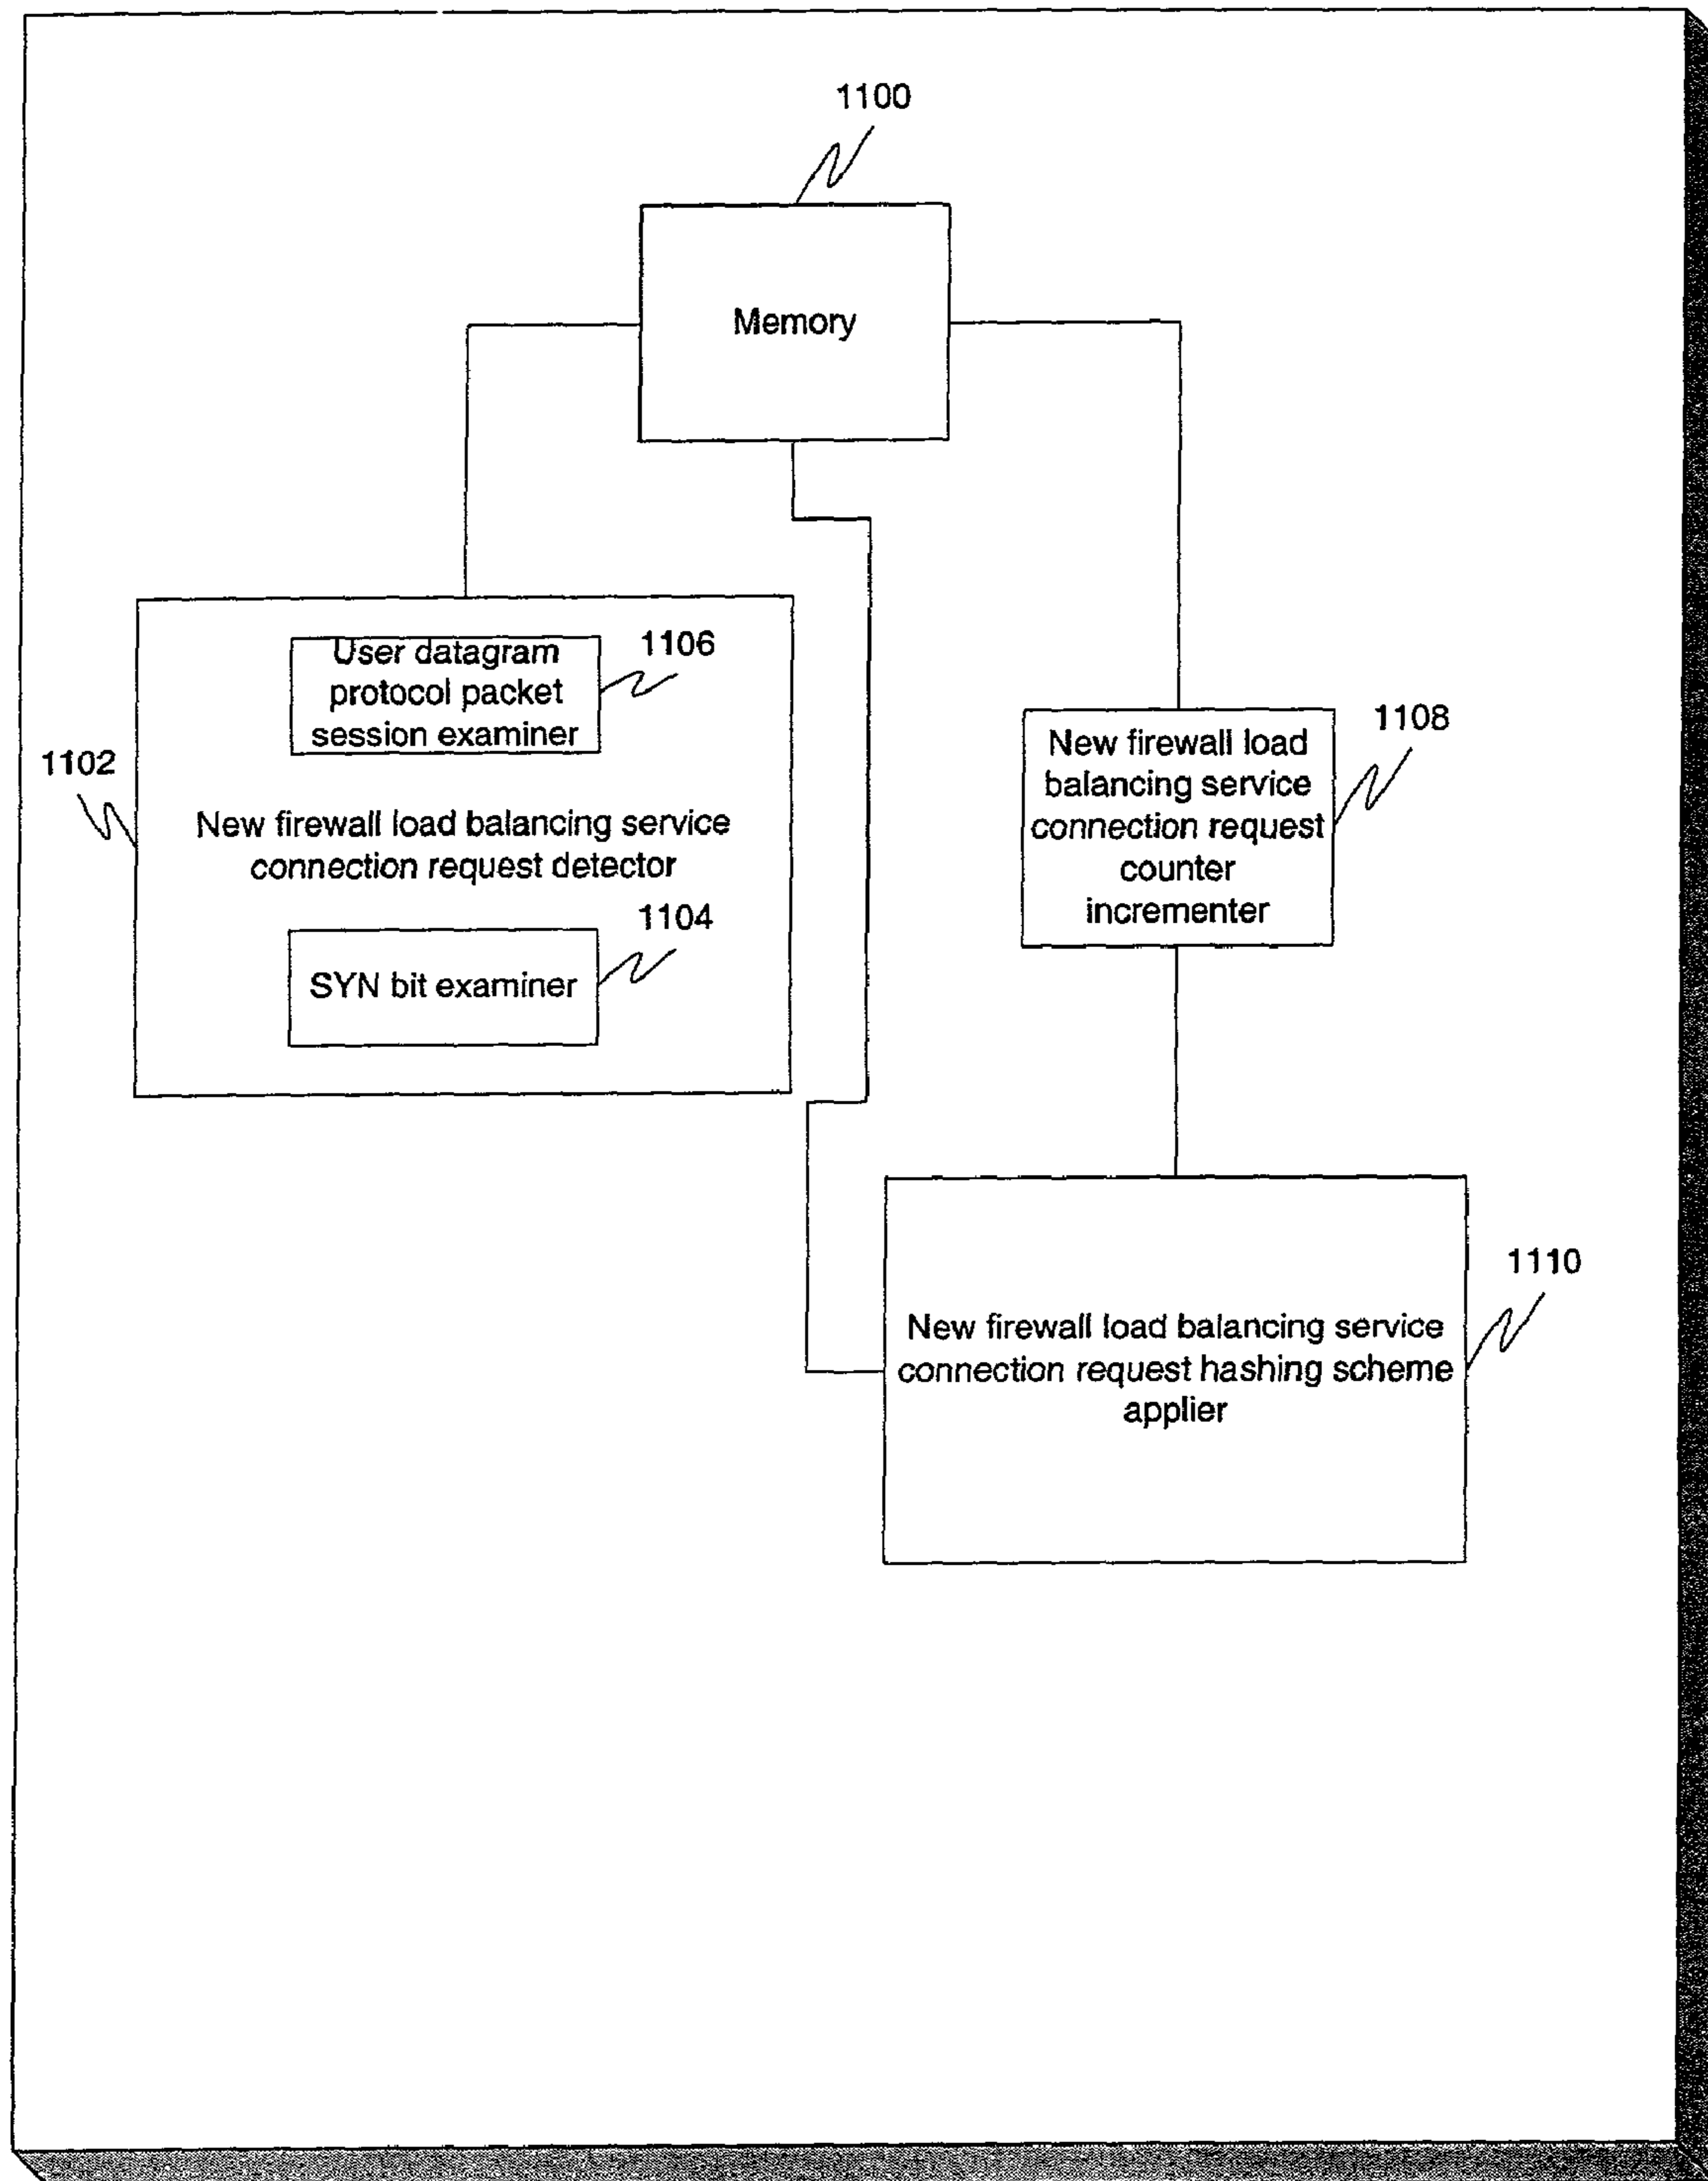 1100
Memory
User datagram
protocol packet
session examiner
1106
1102
New firewall load balancing service
connection request detector
1104
SYN bit examiner
1108
New firewall load
balancing service
connection request
counter
incrementer
1110
New firewall load balancing service
connection request hashing scheme
applier